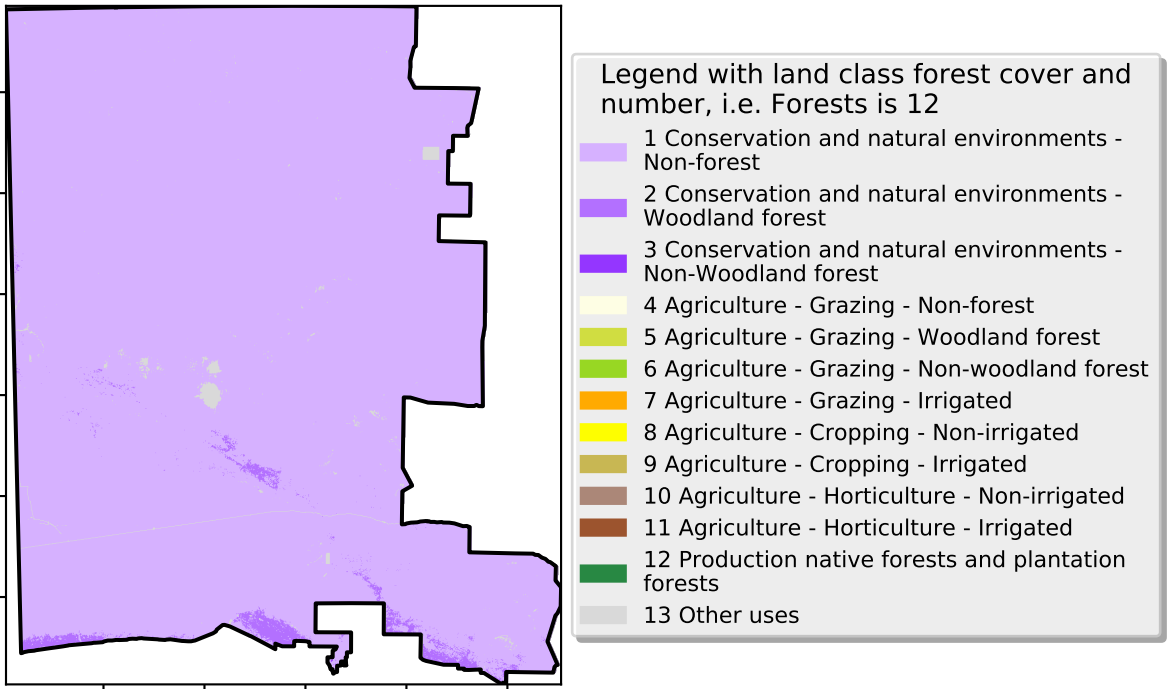 Legend with land class forest cover and
number, i.e. Forests is 12
1 Conservation and natural environments -
Non-forest
2 Conservation and natural environments -
Woodland forest
3 Conservation and natural environments -
Non-Woodland forest
4 Agriculture - Grazing - Non-forest
5 Agriculture - Grazing - Woodland forest
6 Agriculture - Grazing - Non-woodland forest
7 Agriculture - Grazing - Irrigated
8 Agriculture - Cropping - Non-irrigated
9 Agriculture - Cropping - Irrigated
10 Agriculture - Horticulture - Non-irrigated
11 Agriculture - Horticulture - Irrigated
12 Production native forests and plantation
forests
13 Other uses